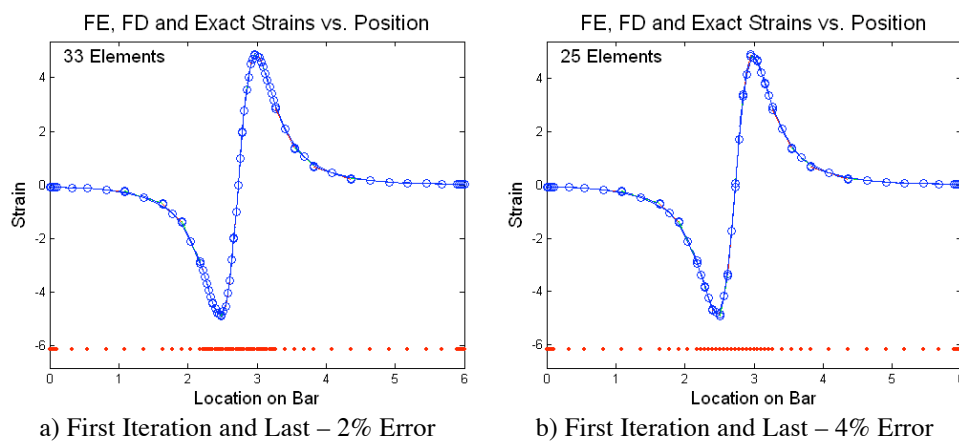 FE, FD and Exact Strains vs. Position
33 Elements
4
2
0
-2
-4
-6
Strain
0 1 2 3 4 5 6
Location on Bar
a) First Iteration and Last – 2% Error
FE, FD and Exact Strains vs. Position
25 Elements
4
2
0
-2
-4
-6
Strain
0 1 2 3 4 5 6
Location on Bar
b) First Iteration and Last – 4% Error